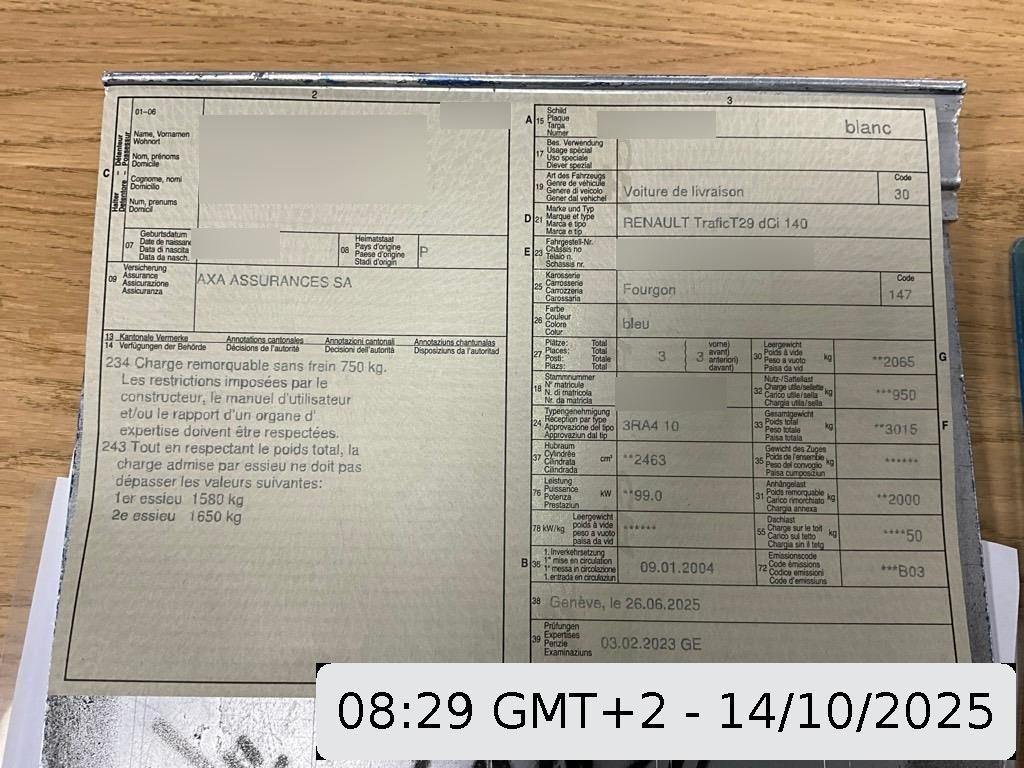 2
01-06
C
Halter
Détenteur
Detentore
Possessur
Name, Vornamen
Wohnort
Nom, prénoms
Domicile
Cognome, nomi
Domicilio
Num, prenums
Domicil
07
Geburtsdatum
Date de naissance
Data di nascita
Data da nasch.
08
Heimatstaat
Pays d'origine
Paese d'origine
Stadi d'origin
P
09
Versicherung
Assurance
Assicurazione
Assicuranza
AXA ASSURANCES SA
13 Kantonale Vermerke Annotations cantonales Annotazioni cantonali Annotaziuns chantunalas
14 Verfügungen der Behörde Décisions de l'autorité Decisioni dell'autorità Disposiziuns da l'autoritad
234 Charge remorquable sans frein 750 kg.
Les restrictions imposées par le
constructeur, le manuel d'utilisateur
et/ou le rapport d'un organe d'
expertise doivent être respectées.
243 Tout en respectant le poids total, la
charge admise par essieu ne doit pas
dépasser les valeurs suivantes:
1er essieu 1580 kg
2e essieu 1650 kg
3
A 15
Schild
Plaque
Targa
Numer
blanc
17
Bes. Verwendung
Usage spécial
Uso speciale
Diever spezial
19
Art des Fahrzeugs
Genre de véhicule
Genere di veicolo
Gener dal vehichel
Voiture de livraison
Code
30
D 21
Marke und Typ
Marque et type
Marca e tipo
Marca e tip
RENAULT TraficT29 dCi 140
E 23
Fahrgestell-Nr.
Châssis no
Telaio n.
Schassis nr.
25
Karosserie
Carrosserie
Carrozzeria
Carossaria
Fourgon
Code
147
26
Farbe
Couleur
Colore
Colur
bleu
27
Plätze: Total
Places: Total
Posti: Totale
Plazs: Total
3 ( 3
vorne)
avant)
anteriori)
davant)
30
Leergewicht
Poids à vide
Peso a vuoto
Paisa da vid
kg
**2065
G
18
Stammnummer
N° matricule
N. di matricola
Nr. da matricla
32
Nutz-/Sattellast
Charge utile/sellette
Carico utile/sella
Chargia utila/sella
kg
***950
24
Typengenehmigung
Réception par type
Approvazione del tipo
Approvaziun dal tip
3RA4 10
33
Gesamtgewicht
Poids total
Peso totale
Paisa totala
kg
**3015
F
37
Hubraum
Cylindrée
Cilindrata
Cilindrada
cm³
**2463
35
Gewicht des Zuges
Poids de l'ensemble
Peso del convoglio
Paisa cumposiziun
kg
******
76
Leistung
Puissance
Potenza
Prestaziun
kW
**99.0
31
Anhängelast
Poids remorquable
Carico rimorchiato
Chargia annexa
kg
**2000
78 kW/kg
Leergewicht
poids à vide
peso a vuoto
paisa da vid
******
55
Dachlast
Charge sur le toit
Carico sul tetto
Chargia sin il tetg
kg
****50
B 36
1. Inverkehrsetzung
1re mise en circulation
1a messa in circolazione
1. entrada en circulaziun
09.01.2004
72
Emissionscode
Code émissions
Codice emissioni
Code d'emissiuns
***B03
38
Genève, le 26.06.2025
39
Prüfungen
Expertises
Perizie
Examinaziuns
03.02.2023 GE
08:29 GMT+2 - 14/10/2025